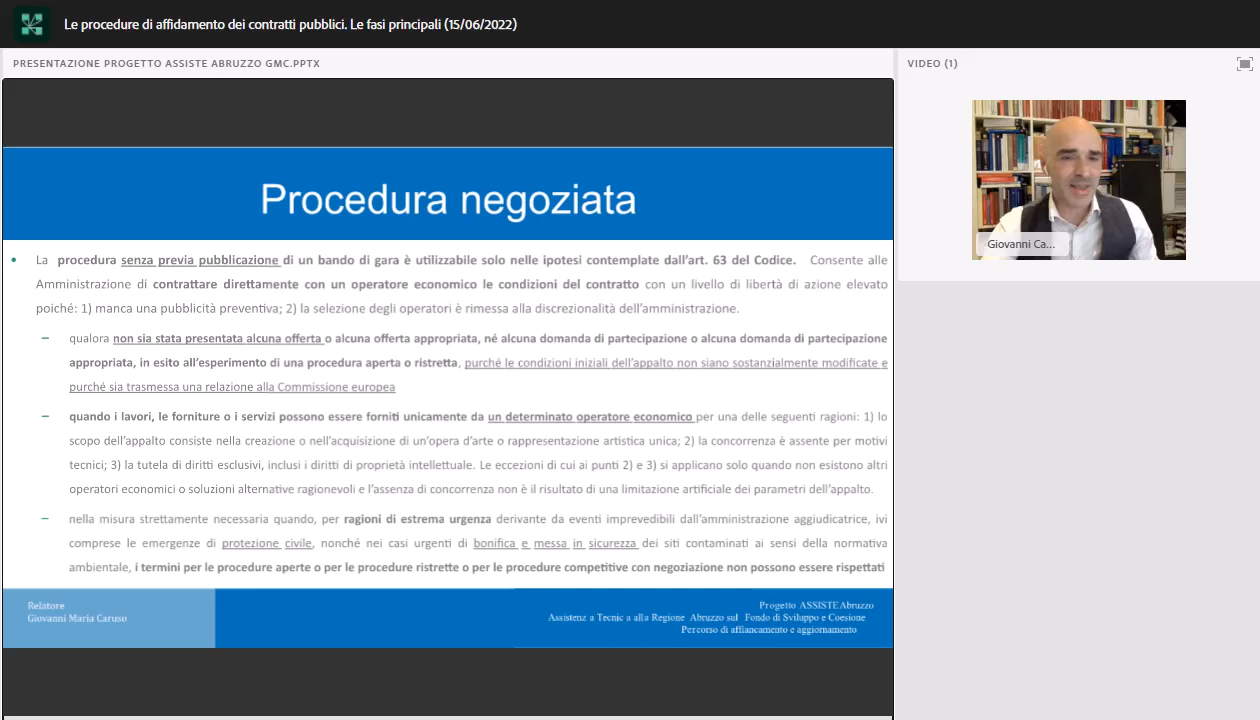 Le procedure di affidamento dei contratti pubblici. Le fasi principali (15/06/2022)
PRESENTAZIONE PROGETTO ASSISTE ABRUZZO GMC.PPTX
VIDEO (1)
Procedura negoziata
• La procedura senza previa pubblicazione di un bando di gara è utilizzabile solo nelle ipotesi contemplate dall'art. 63 del Codice. Consente alle
Amministrazione di contrattare direttamente con un operatore economico le condizioni del contratto con un livello di libertà di azione elevato
poiché: 1) manca una pubblicità preventiva; 2) la selezione degli operatori è rimessa alla discrezionalità dell'amministrazione.
– qualora non sia stata presentata alcuna offerta o alcuna offerta appropriata, né alcuna domanda di partecipazione o alcuna domanda di partecipazione
appropriata, in esito all'esperimento di una procedura aperta o ristretta, purché le condizioni iniziali dell'appalto non siano sostanzialmente modificate e
purché sia trasmessa una relazione alla Commissione europea
– quando i lavori, le forniture o i servizi possono essere forniti unicamente da un determinato operatore economico per una delle seguenti ragioni: 1) lo
scopo dell'appalto consiste nella creazione o nell'acquisizione di un'opera d'arte o rappresentazione artistica unica; 2) la concorrenza è assente per motivi
tecnici; 3) la tutela di diritti esclusivi, inclusi i diritti di proprietà intellettuale. Le eccezioni di cui ai punti 2) e 3) si applicano solo quando non esistono altri
operatori economici o soluzioni alternative ragionevoli e l'assenza di concorrenza non è il risultato di una limitazione artificiale dei parametri dell'appalto.
– nella misura strettamente necessaria quando, per ragioni di estrema urgenza derivante da eventi imprevedibili dall'amministrazione aggiudicatrice, ivi
comprese le emergenze di protezione civile, nonché nei casi urgenti di bonifica e messa in sicurezza dei siti contaminati ai sensi della normativa
ambientale, i termini per le procedure aperte o per le procedure ristrette o per le procedure competitive con negoziazione non possono essere rispettati
Relatore
Giovanni Maria Caruso
Progetto ASSISTE Abruzzo
Assistenz a Tecnic a alla Regione Abruzzo sul Fondo di Sviluppo e Coesione
Percorso di affiancamento e aggiornamento
Giovanni Ca...